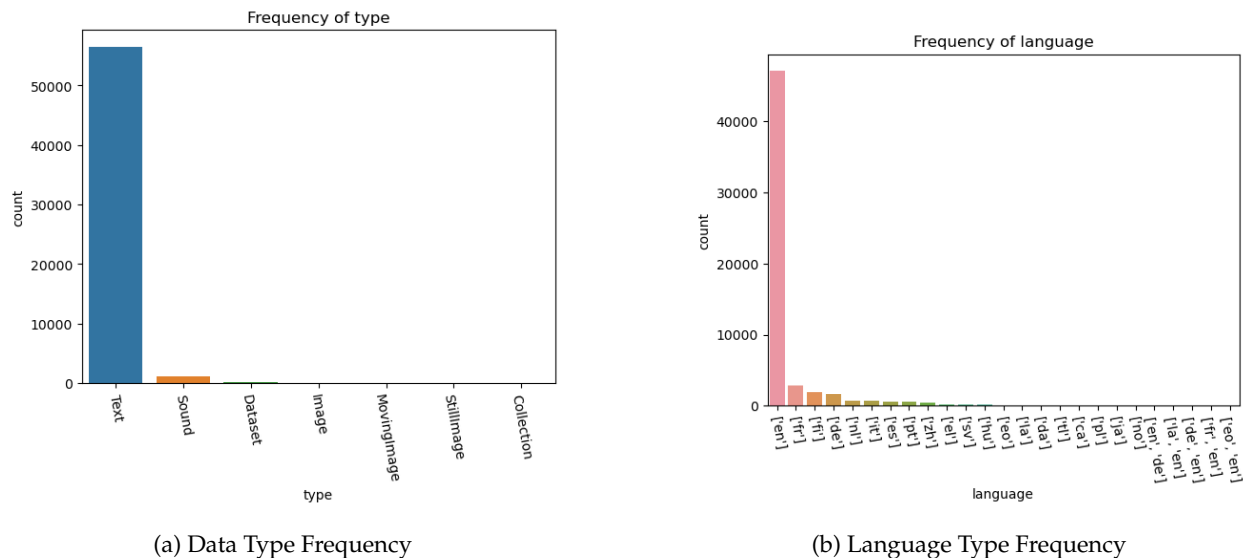 Frequency of type
50000
40000
30000
20000
10000
0
count
Text
Sound
Dataset
Image
MovingImage
StillImage
Collection
type
(a) Data Type Frequency
Frequency of language
40000
30000
20000
10000
0
count
['en']
['fr']
['fi']
['de']
['nl']
['it']
['es']
['pt']
['zh']
['el']
['sv']
['hu']
['eo']
['la']
['da']
['tl']
['ca']
['pl']
['ja']
['no']
['en', 'de']
['la', 'en']
['de', 'en']
['fr', 'en']
['eo', 'en']
language
(b) Language Type Frequency